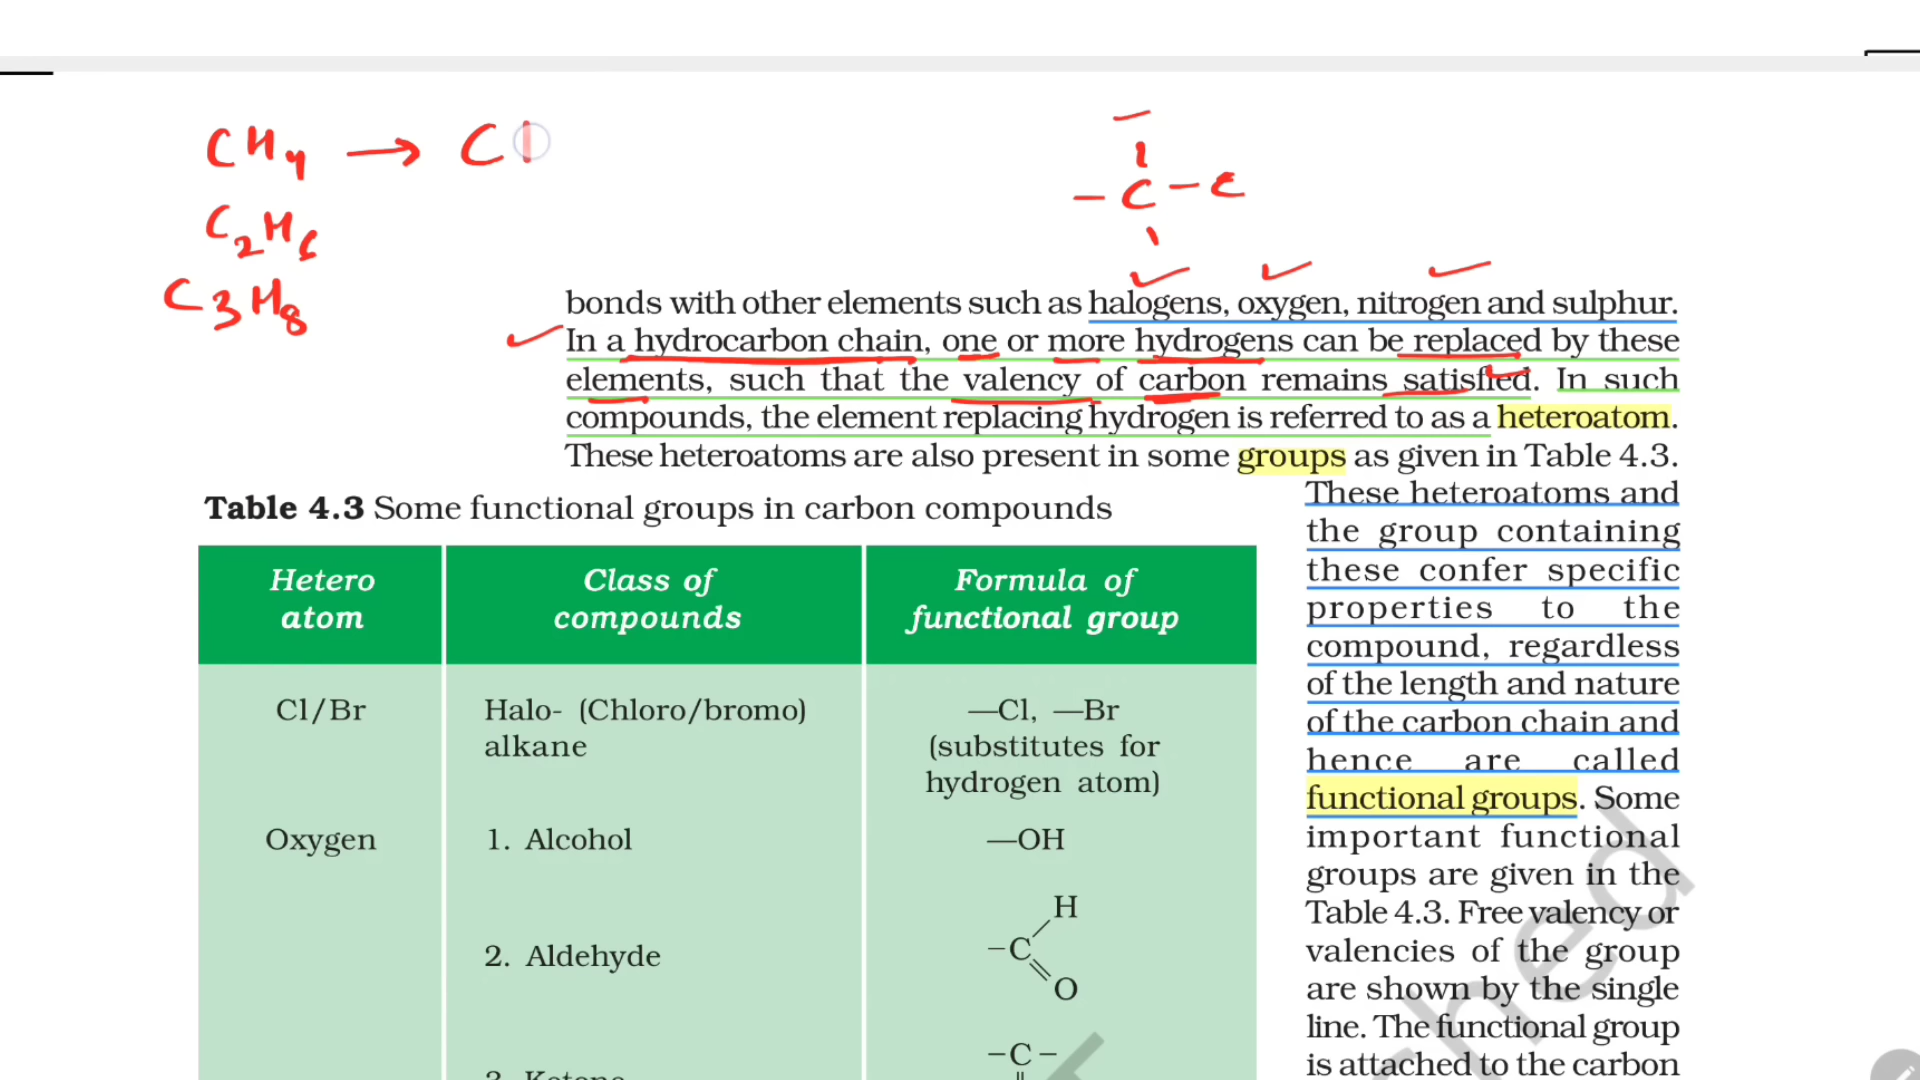 CH4 → C
C2H6
C3H8
– C – C
bonds with other elements such as halogens, oxygen, nitrogen and sulphur.
In a hydrocarbon chain, one or more hydrogens can be replaced by these
elements, such that the valency of carbon remains satisfied. In such
compounds, the element replacing hydrogen is referred to as a heteroatom.
These heteroatoms are also present in some groups as given in Table 4.3.
Table 4.3 Some functional groups in carbon compounds
Hetero atom
Class of compounds
Formula of functional group
Cl/Br
Halo- (Chloro/bromo)
alkane
—Cl, —Br
(substitutes for
hydrogen atom)
Oxygen
1. Alcohol
—OH
2. Aldehyde
H
–C
O
3. Ketone
–C–
These heteroatoms and
the group containing
these confer specific
properties to the
compound, regardless
of the length and nature
of the carbon chain and
hence are called
functional groups. Some
important functional
groups are given in the
Table 4.3. Free valency or
valencies of the group
are shown by the single
line. The functional group
is attached to the carbon